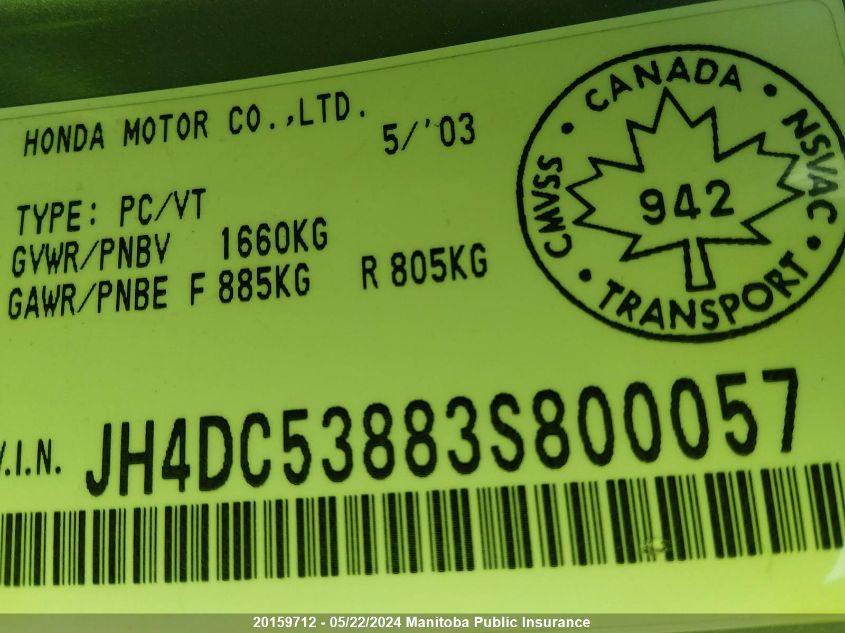 HONDA MOTOR CO.,LTD. 5/'03
TYPE: PC/VT
GVWR/PNBV 1660KG
GAWR/PNBE F 885KG R 805KG
CANADA
CMVSS • NSVAC
942
TRANSPORT
V.I.N. JH4DC53883S800057
20159712 - 05/22/2024 Manitoba Public Insurance